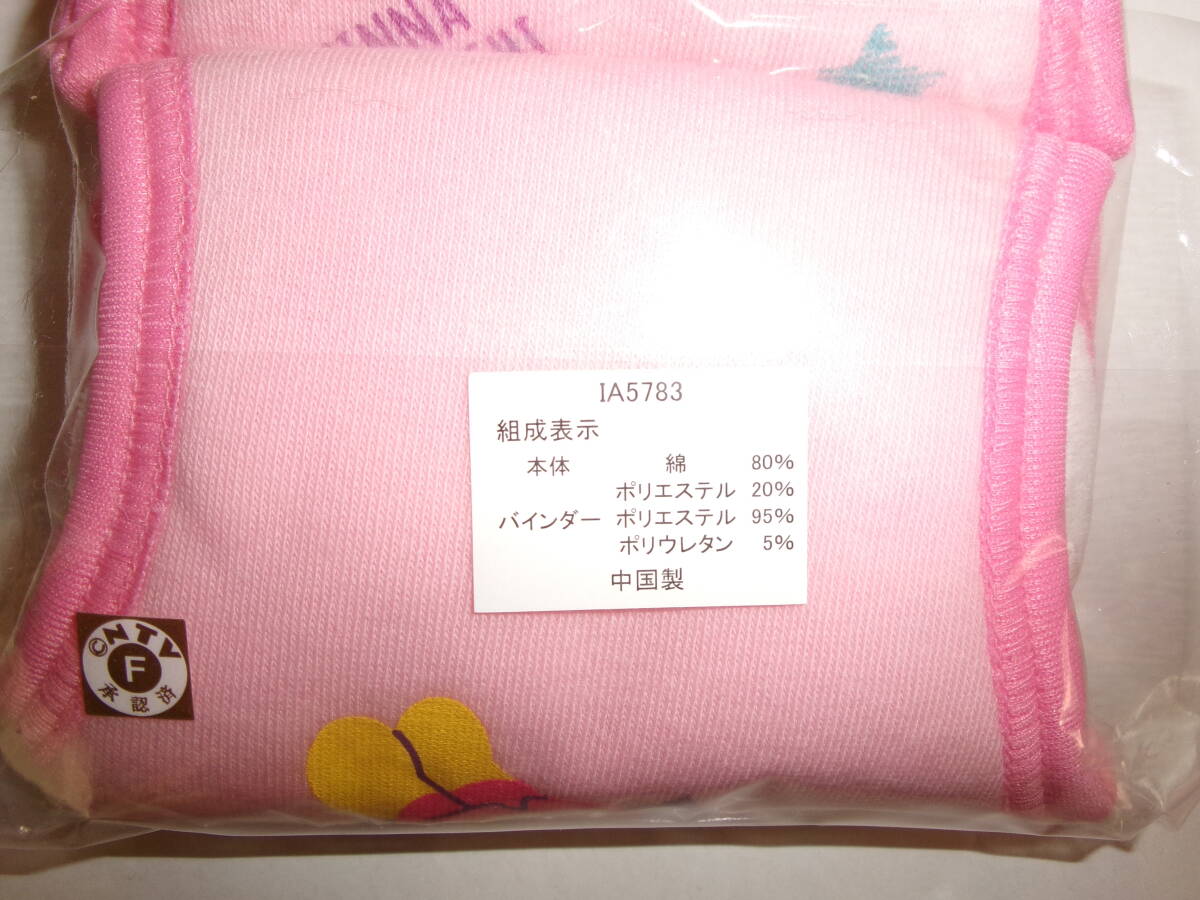 IA5783
組成表示
本体 綿 80%
ポリエステル 20%
バインダー ポリエステル 95%
ポリウレタン 5%
中国製
©NTV
F
承認済